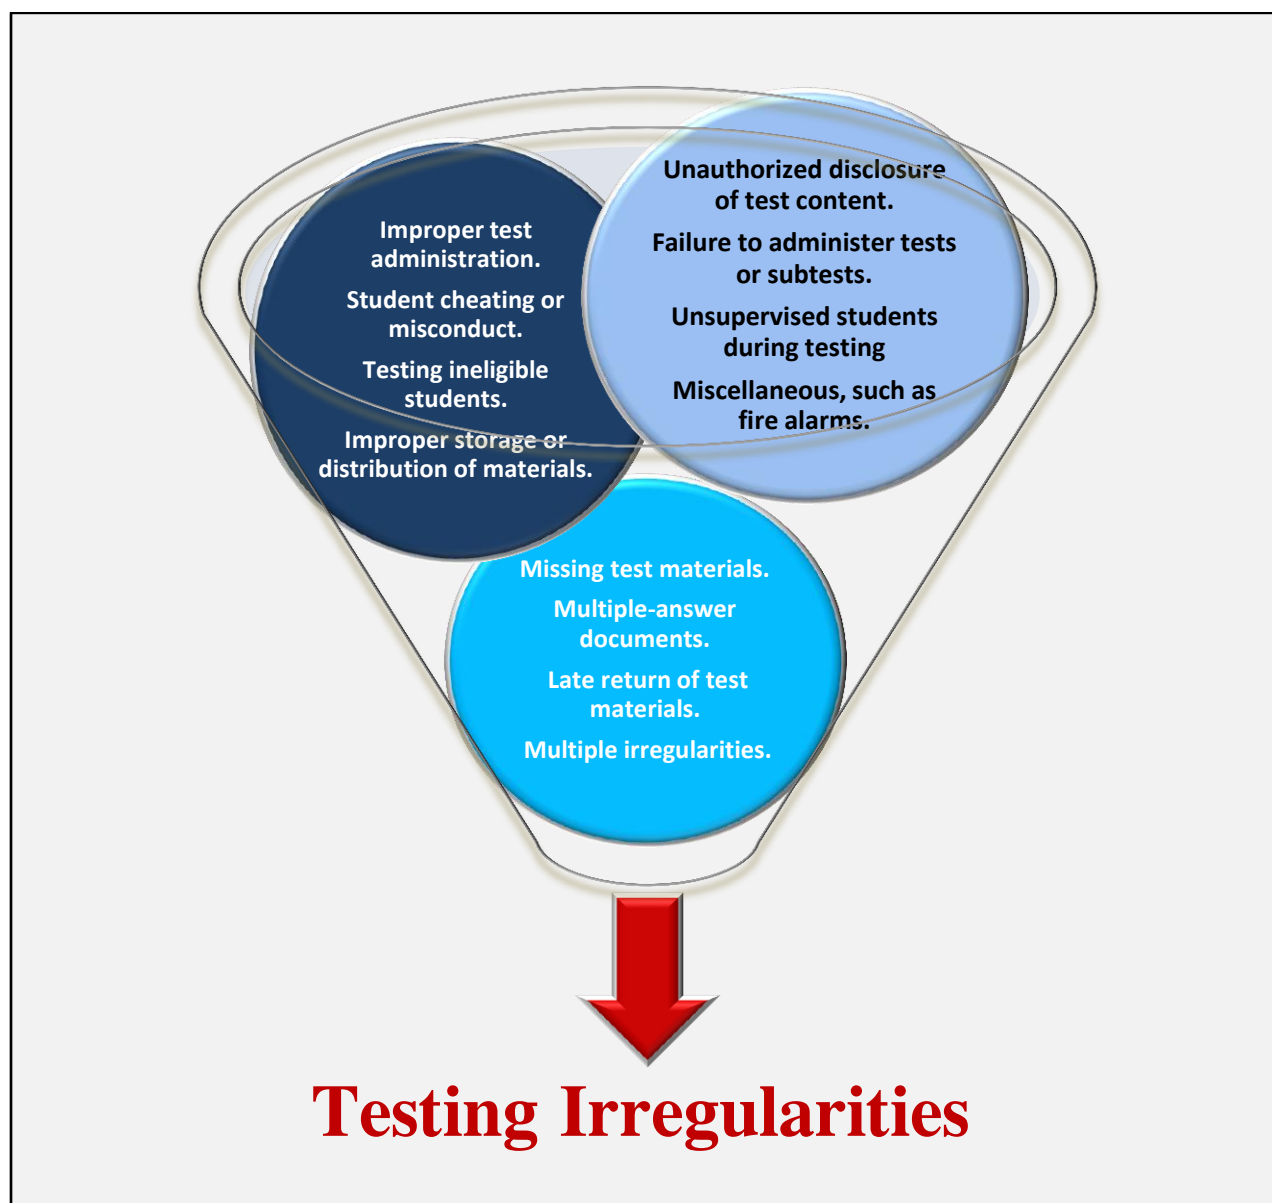 Improper test
administration.
Student cheating or
misconduct.
Testing ineligible
students.
Improper storage or
distribution of materials.
Unauthorized disclosure
of test content.
Failure to administer tests
or subtests.
Unsupervised students
during testing
Miscellaneous, such as
fire alarms.
Missing test materials.
Multiple-answer
documents.
Late return of test
materials.
Multiple irregularities.
Testing Irregularities